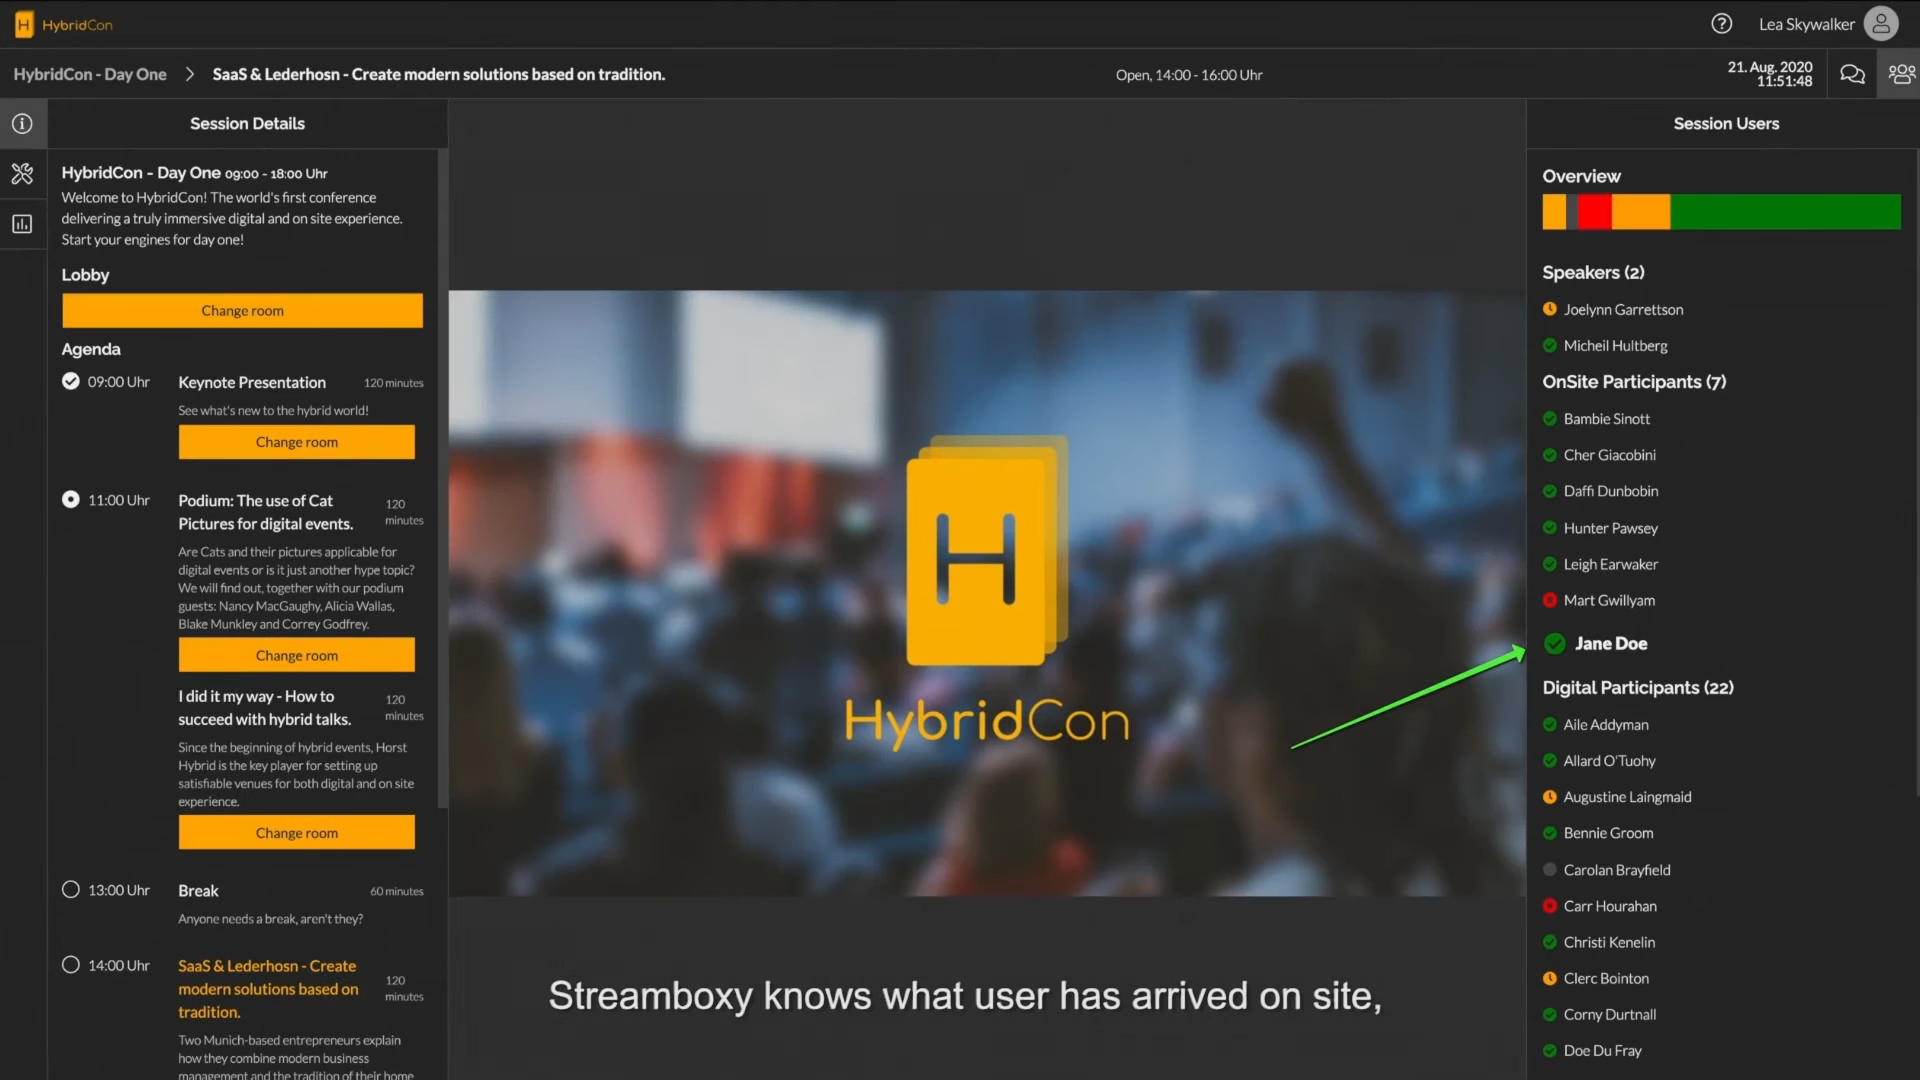 H HybridCon
? Lea Skywalker
HybridCon - Day One > SaaS & Lederhosn - Create modern solutions based on tradition.
Open, 14:00 - 16:00 Uhr
21. Aug. 2020
11:51:48
Session Details
HybridCon - Day One 09:00 - 18:00 Uhr
Welcome to HybridCon! The world's first conference
delivering a truly immersive digital and on site experience.
Start your engines for day one!
Lobby
Change room
Agenda
09:00 Uhr Keynote Presentation 120 minutes
See what's new to the hybrid world!
Change room
11:00 Uhr Podium: The use of Cat 120
Pictures for digital events. minutes
Are Cats and their pictures applicable for
digital events or is it just another hype topic?
We will find out, together with our podium
guests: Nancy MacGaughy, Alicia Wallas,
Blake Munkley and Correy Godfrey.
Change room
I did it my way - How to 120
succeed with hybrid talks. minutes
Since the beginning of hybrid events, Horst
Hybrid is the key player for setting up
satisfiable venues for both digital and on site
experience.
Change room
13:00 Uhr Break 60 minutes
Anyone needs a break, aren't they?
14:00 Uhr SaaS & Lederhosn - Create 120
modern solutions based on minutes
tradition.
Two Munich-based entrepreneurs explain
how they combine modern business
management and the tradition of their home
H
HybridCon
Streamboxy knows what user has arrived on site,
Session Users
Overview
Speakers (2)
Joelynn Garrettson
Micheil Hultberg
OnSite Participants (7)
Bambie Sinott
Cher Giacobini
Daffi Dunbobin
Hunter Pawsey
Leigh Earwaker
Mart Gwillyam
Jane Doe
Digital Participants (22)
Aile Addyman
Allard O'Tuohy
Augustine Laingmaid
Bennie Groom
Carolan Brayfield
Carr Hourahan
Christi Kenelin
Clerc Bointon
Corny Durtnall
Doe Du Fray